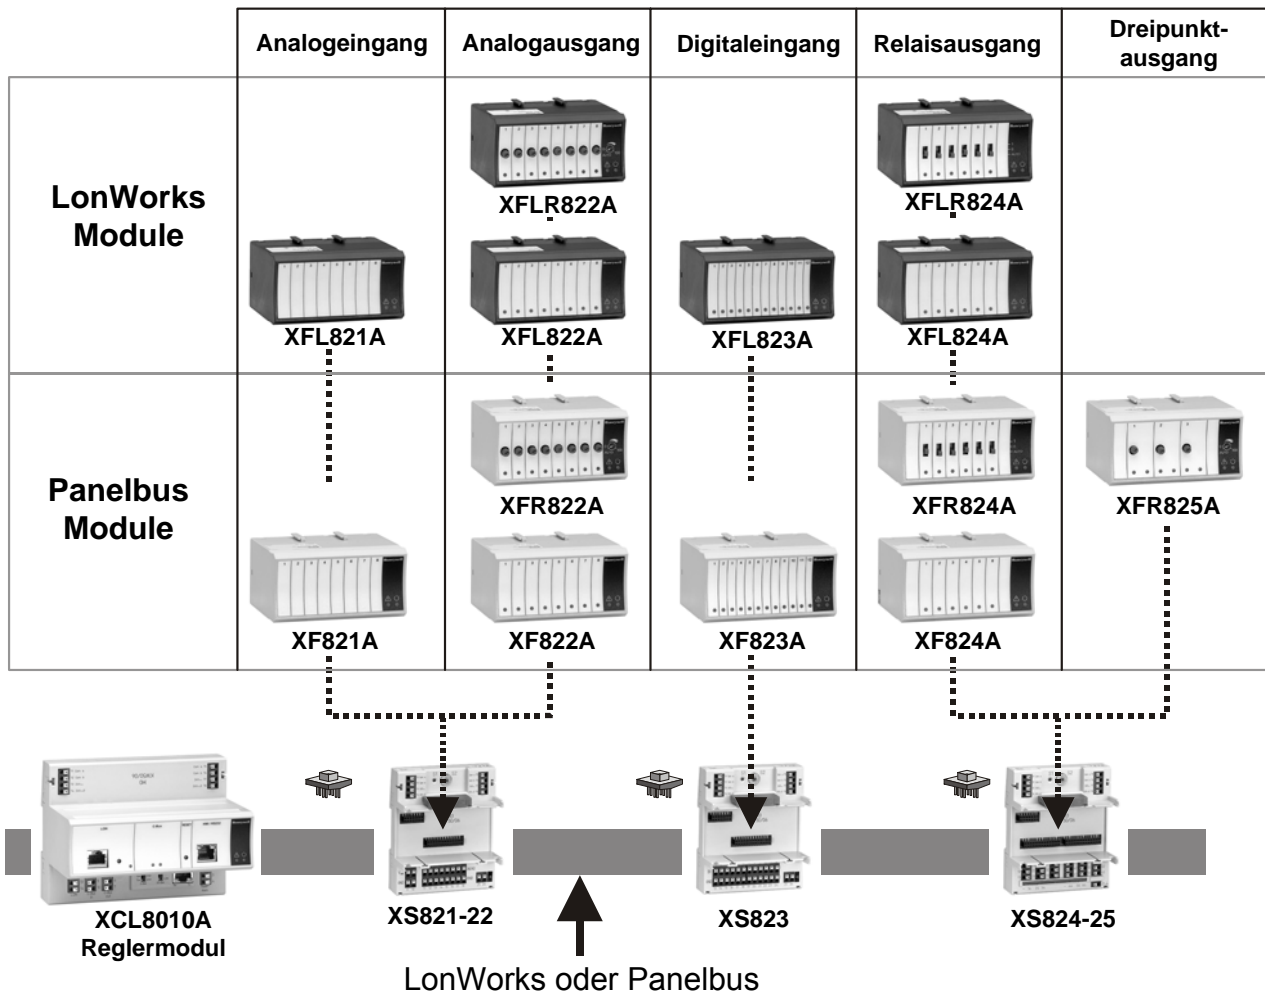 Analogeingang
Analogausgang
Digitaleingang
Relaisausgang
Dreipunkt-
ausgang
LonWorks
Module
XFLR822A
XFLR824A
XFL821A
XFL822A
XFL823A
XFL824A
Panelbus
Module
XFR822A
XFR824A
XFR825A
XF821A
XF822A
XF823A
XF824A
XCL8010A
Reglermodul
XS821-22
XS823
XS824-25
LonWorks oder Panelbus